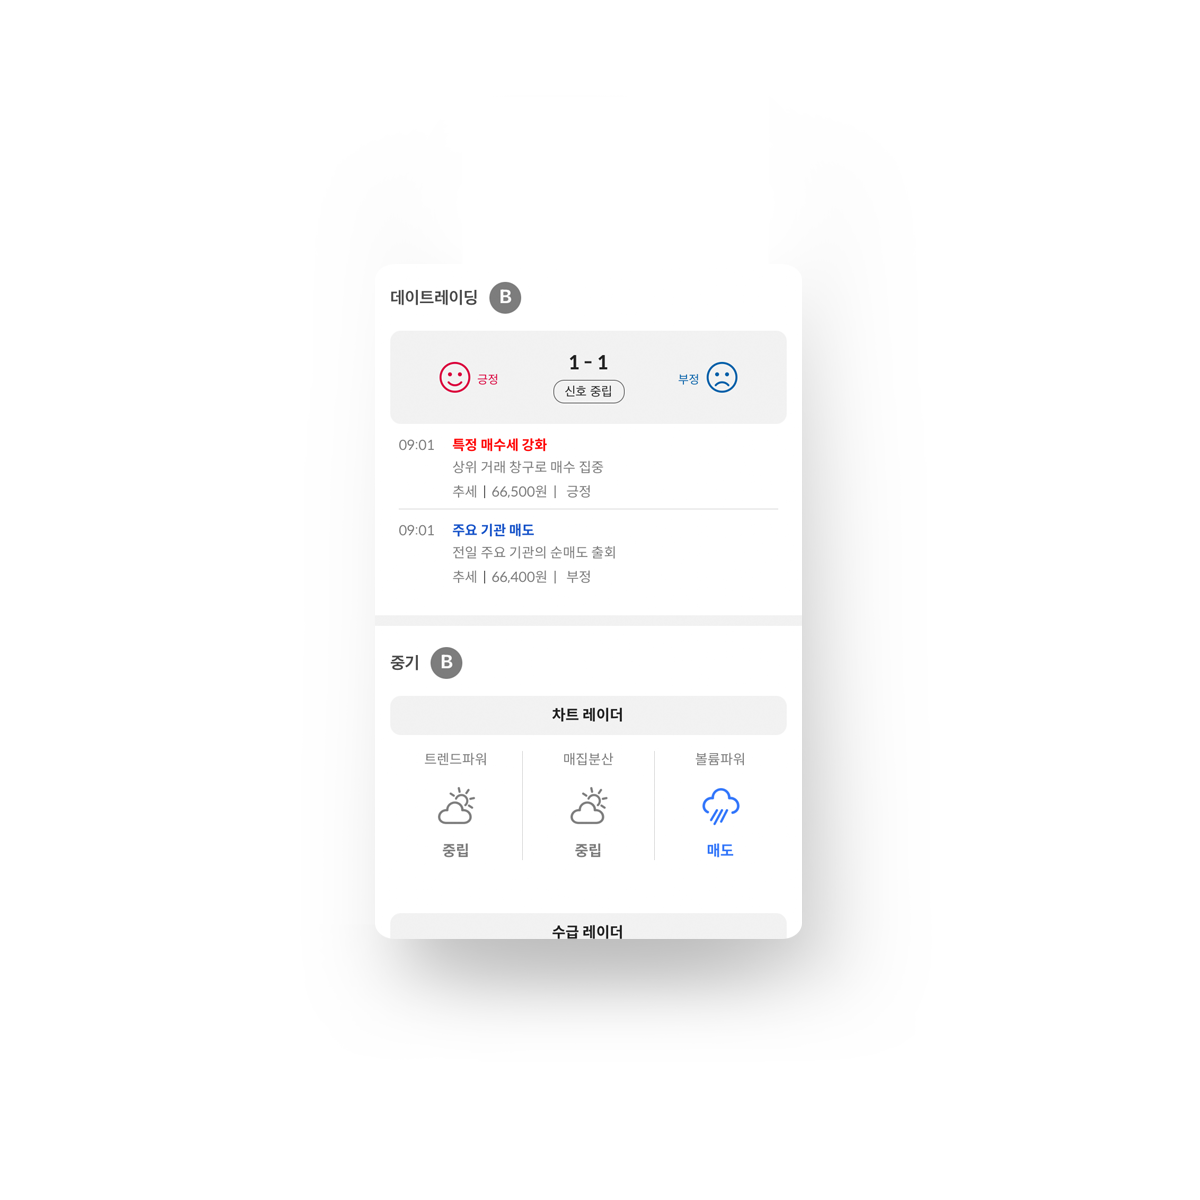 데이트레이딩 B
1 - 1
긍정
신호 중립
부정
09:01 특정 매수세 강화
상위 거래 창구로 매수 집중
추세 | 66,500원 | 긍정
09:01 주요 기관 매도
전일 주요 기관의 순매도 출회
추세 | 66,400원 | 부정
중기 B
차트 레이더
트렌드파워 매집분산 볼륨파워
중립 중립 매도
수급 레이더